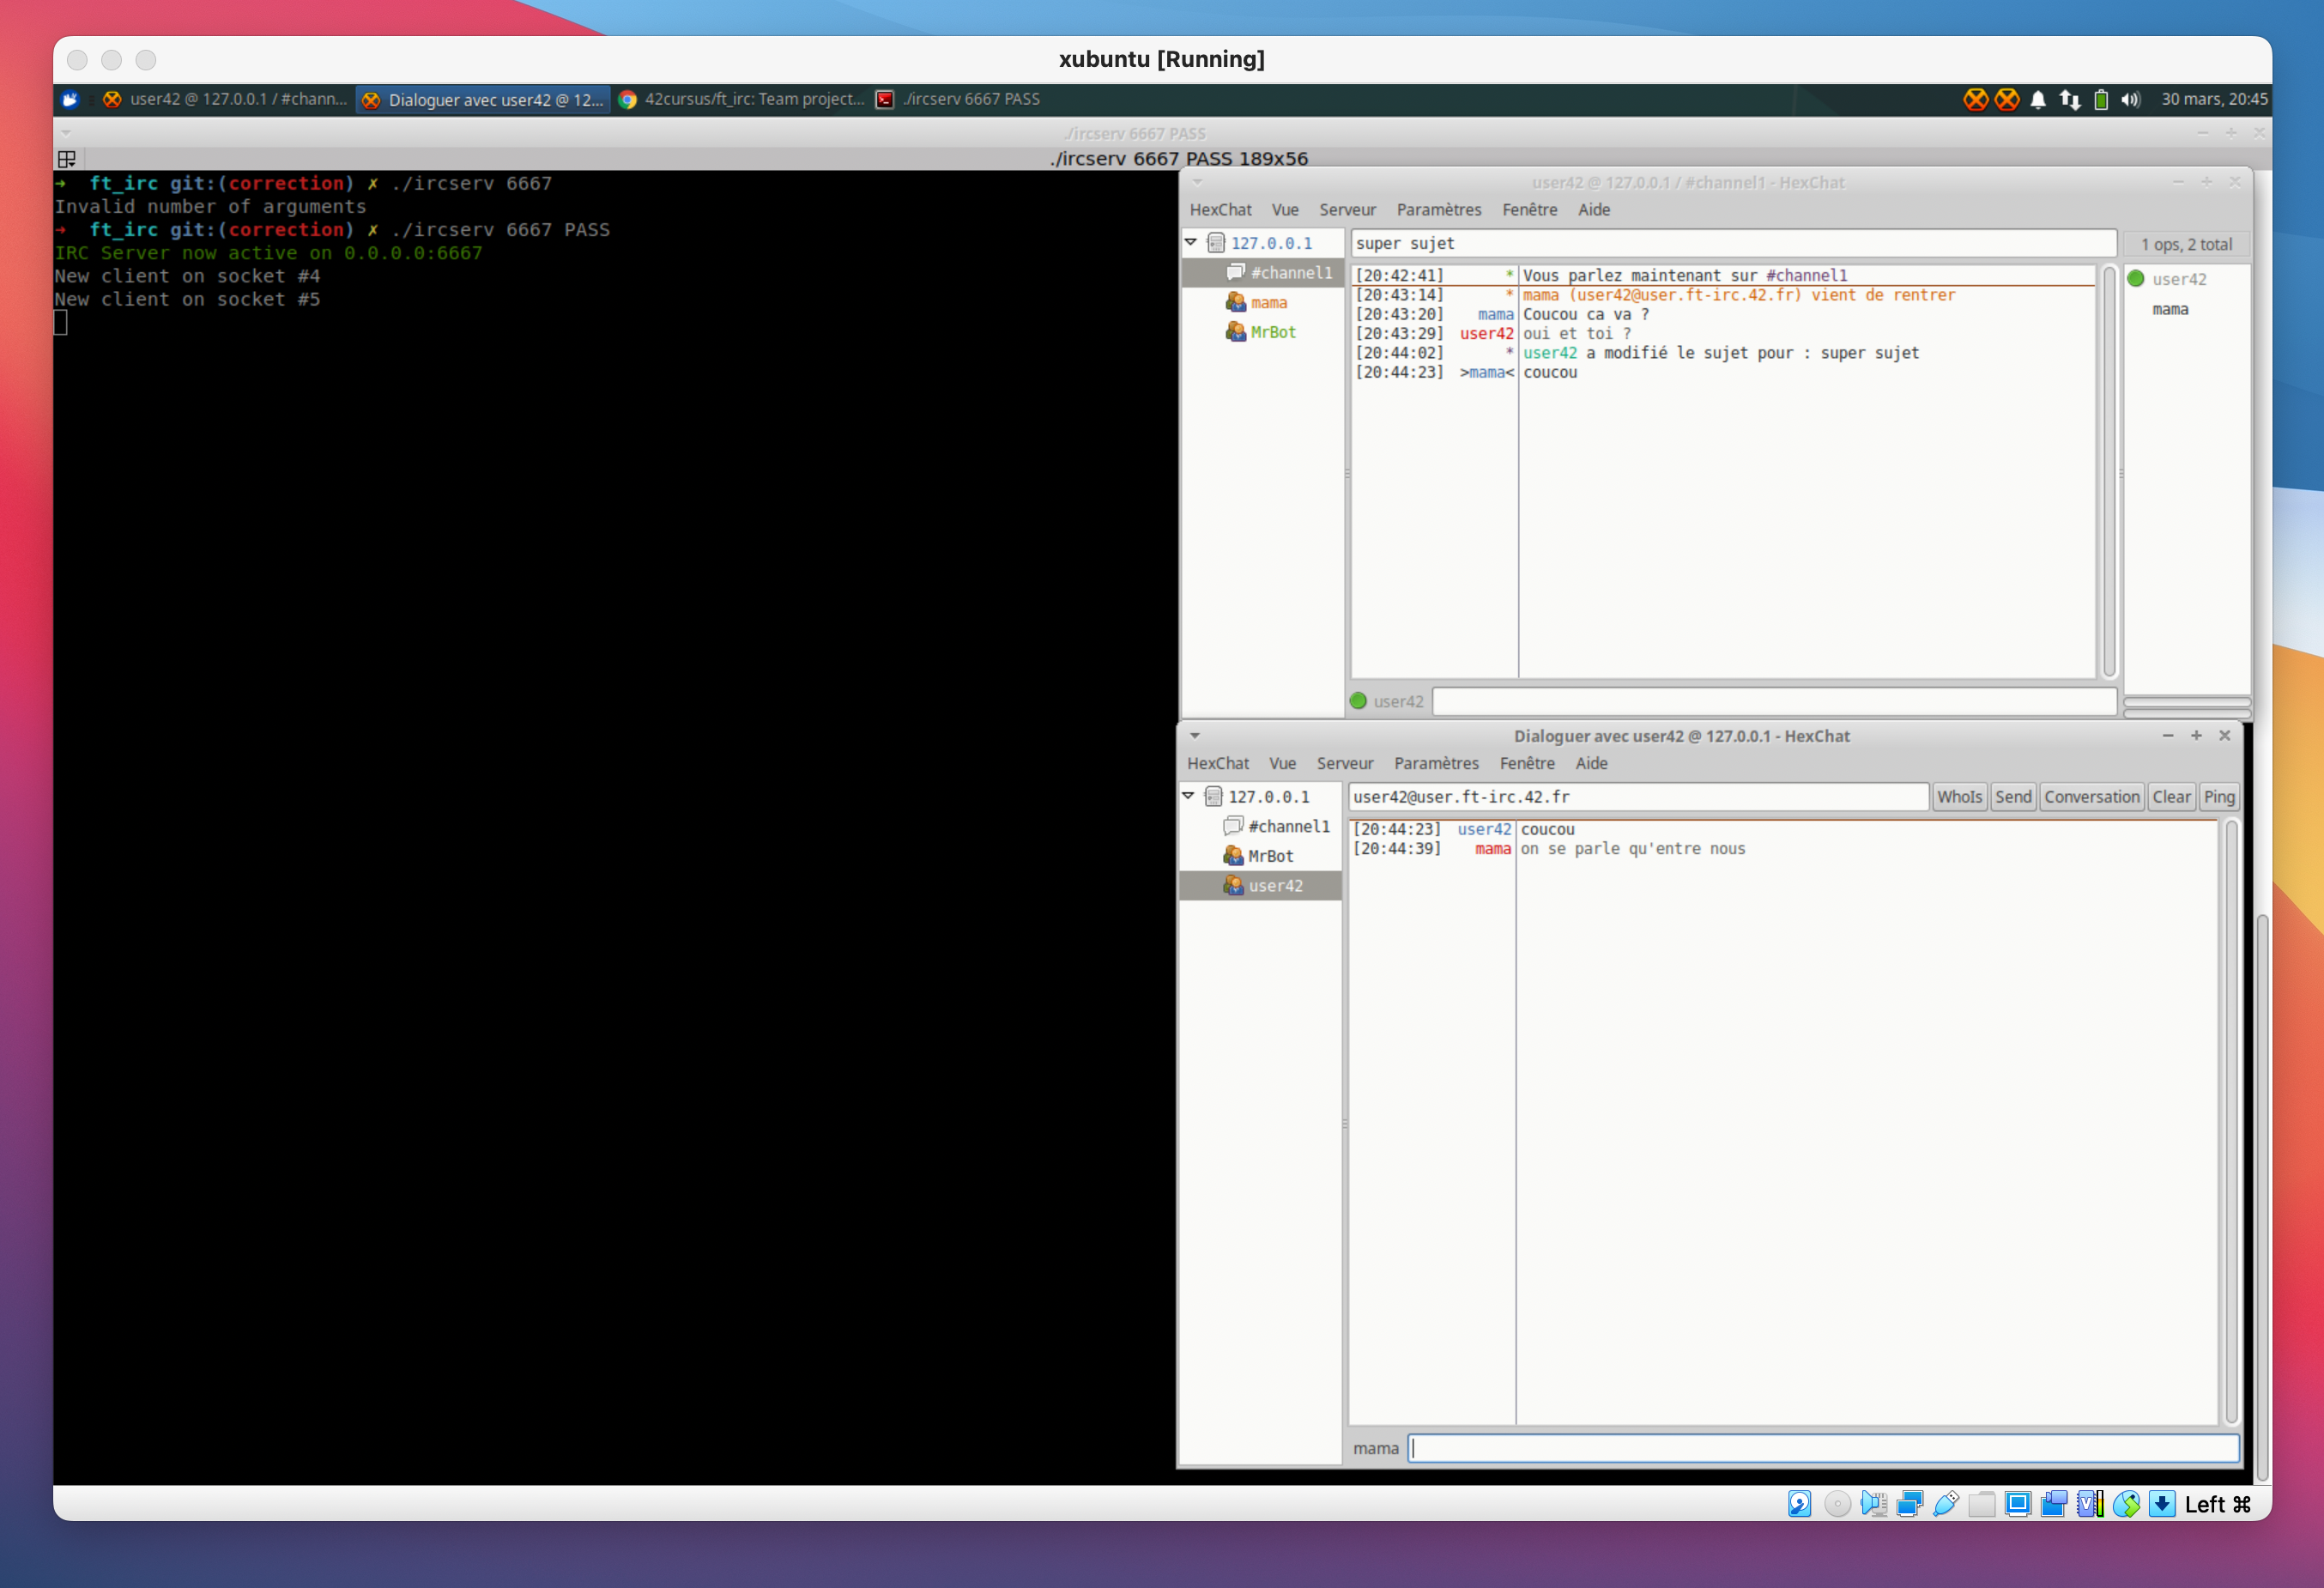 xubuntu [Running]
user42 @ 127.0.0.1 / #chann...
Dialoguer avec user42 @ 12...
42cursus/ft_irc: Team project...
./ircserv 6667 PASS
30 mars, 20:45
./ircserv 6667 PASS
./ircserv 6667 PASS 189x56
➜  ft_irc git:(correction) ✗ ./ircserv 6667
Invalid number of arguments
➜  ft_irc git:(correction) ✗ ./ircserv 6667 PASS
IRC Server now active on 0.0.0.0:6667
New client on socket #4
New client on socket #5
user42 @ 127.0.0.1 / #channel1 - HexChat
HexChat Vue Serveur Paramètres Fenêtre Aide
127.0.0.1
#channel1
mama
MrBot
super sujet
1 ops, 2 total
user42
mama
[20:42:41] * Vous parlez maintenant sur #channel1
[20:43:14] * mama (user42@user.ft-irc.42.fr) vient de rentrer
[20:43:20] mama Coucou ca va ?
[20:43:29] user42 oui et toi ?
[20:44:02] * user42 a modifié le sujet pour : super sujet
[20:44:23] >mama< coucou
user42
Dialoguer avec user42 @ 127.0.0.1 - HexChat
HexChat Vue Serveur Paramètres Fenêtre Aide
127.0.0.1
#channel1
MrBot
user42
user42@user.ft-irc.42.fr
WhoIs Send Conversation Clear Ping
[20:44:23] user42 coucou
[20:44:39] mama on se parle qu'entre nous
mama
Left ⌘